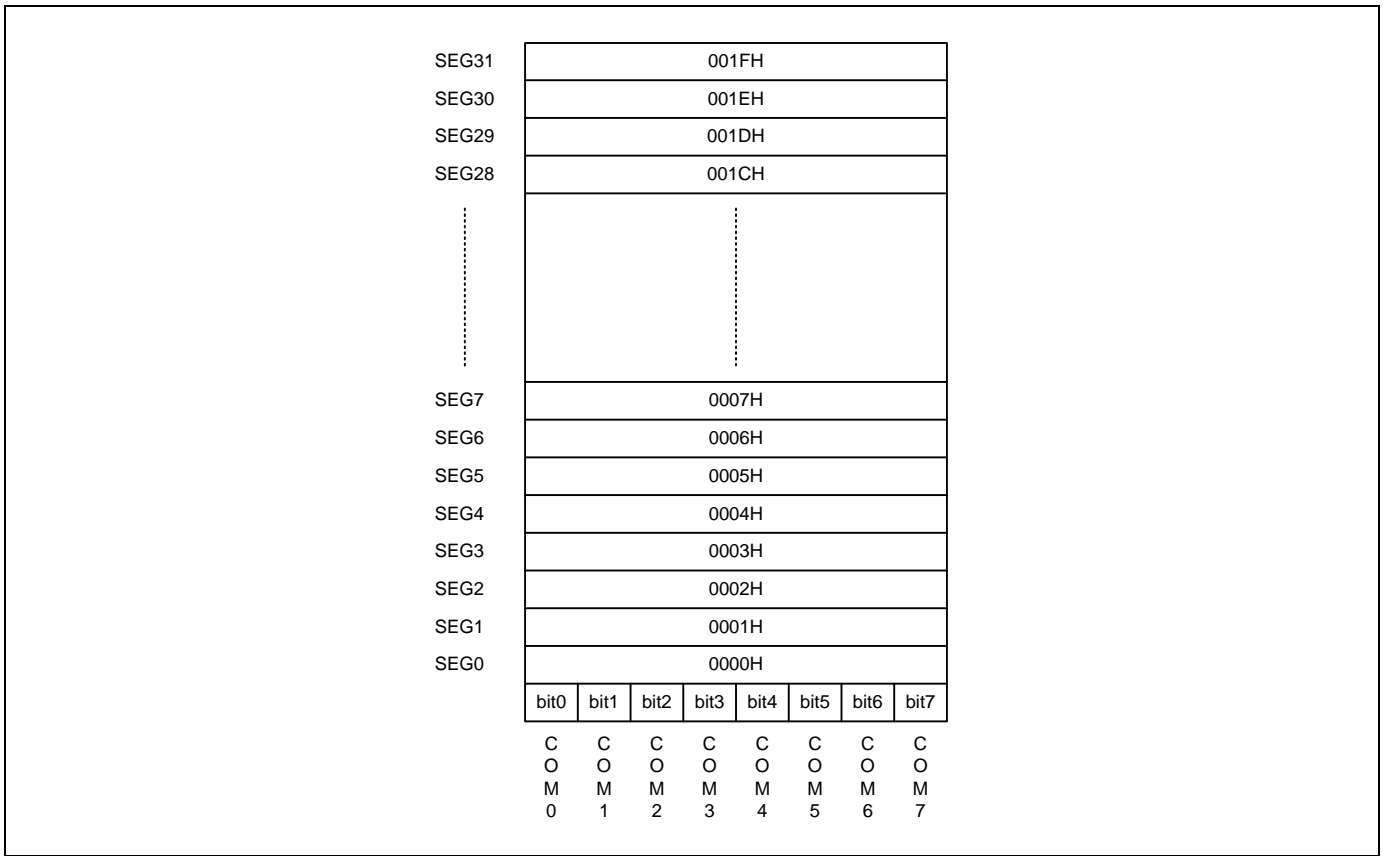 SEG31 001FH
SEG30 001EH
SEG29 001DH
SEG28 001CH
SEG7 0007H
SEG6 0006H
SEG5 0005H
SEG4 0004H
SEG3 0003H
SEG2 0002H
SEG1 0001H
SEG0 0000H
bit0 bit1 bit2 bit3 bit4 bit5 bit6 bit7
C C C C C C C C
O O O O O O O O
M M M M M M M M
0 1 2 3 4 5 6 7